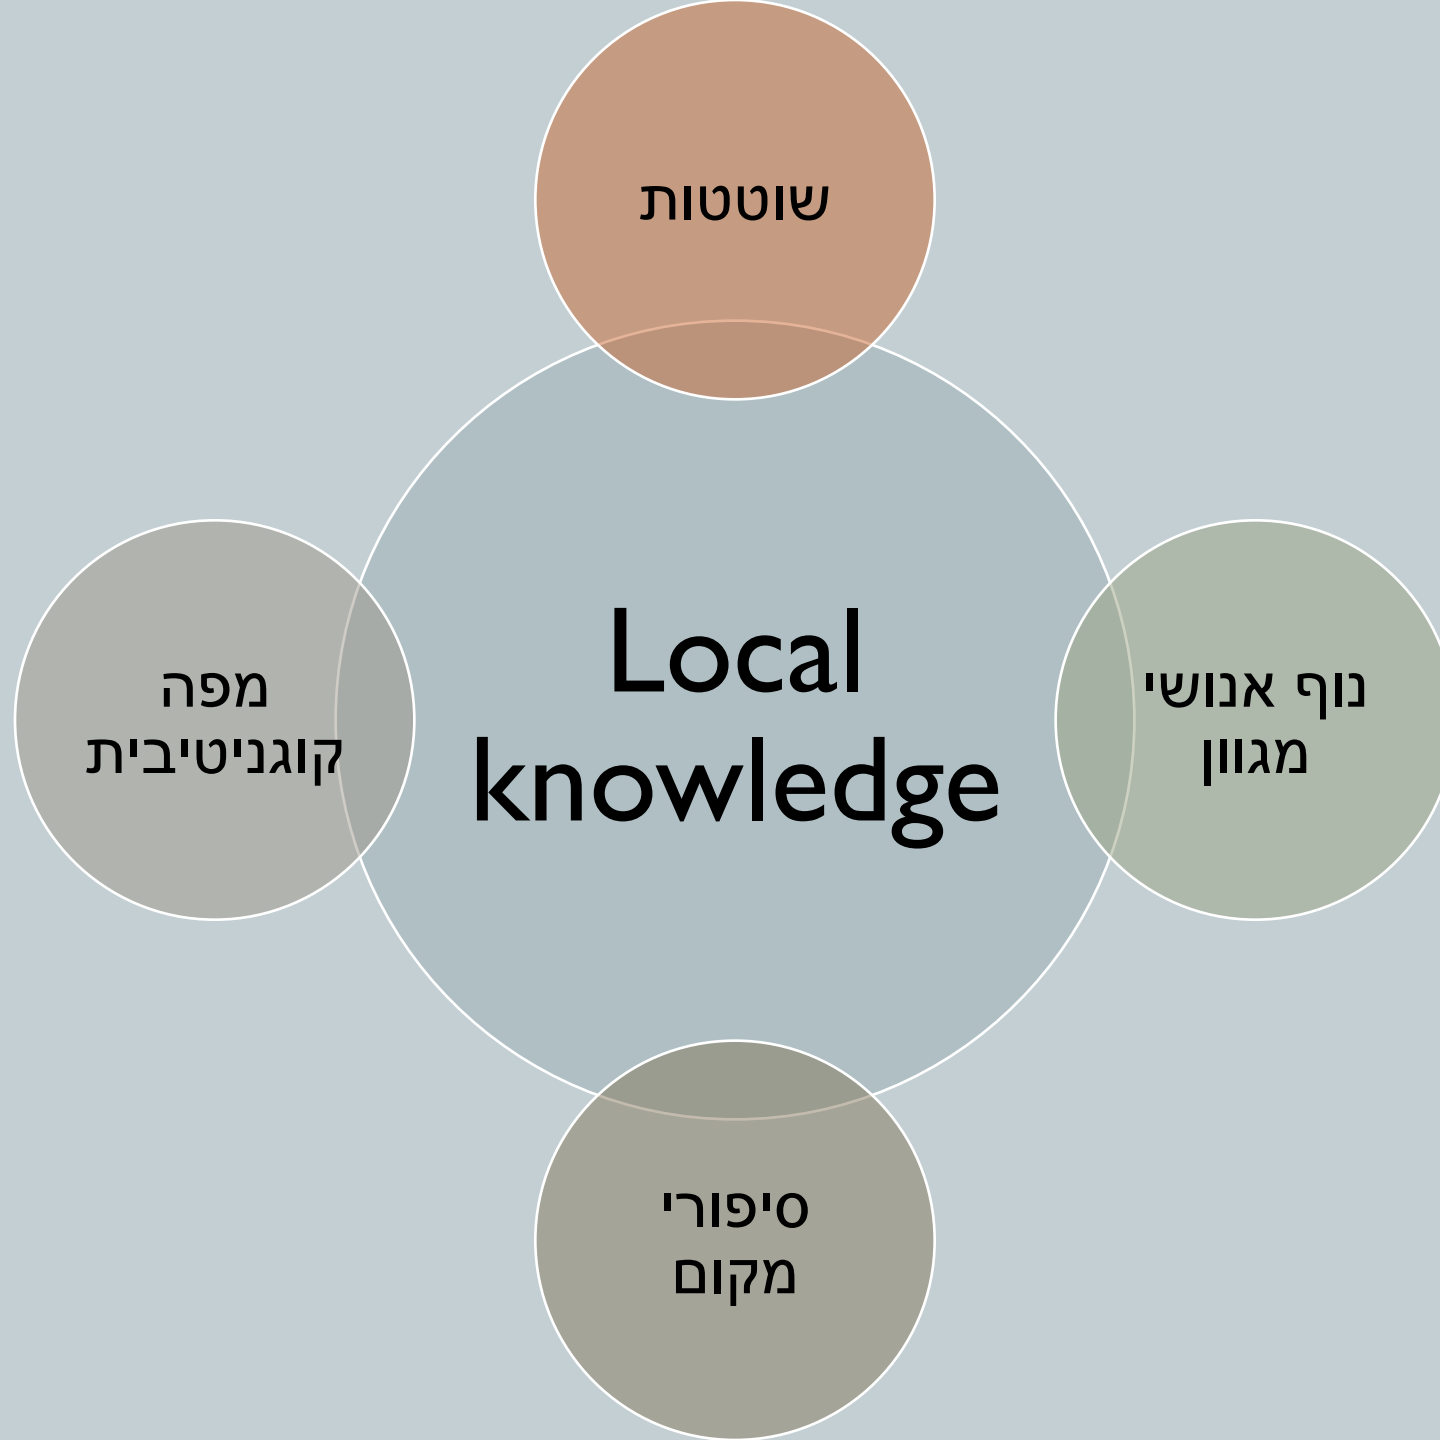 שוטטות
Local
knowledge
נוף אנושי
מגוון
מפה
קוגניטיבית
סיפורי
מקום